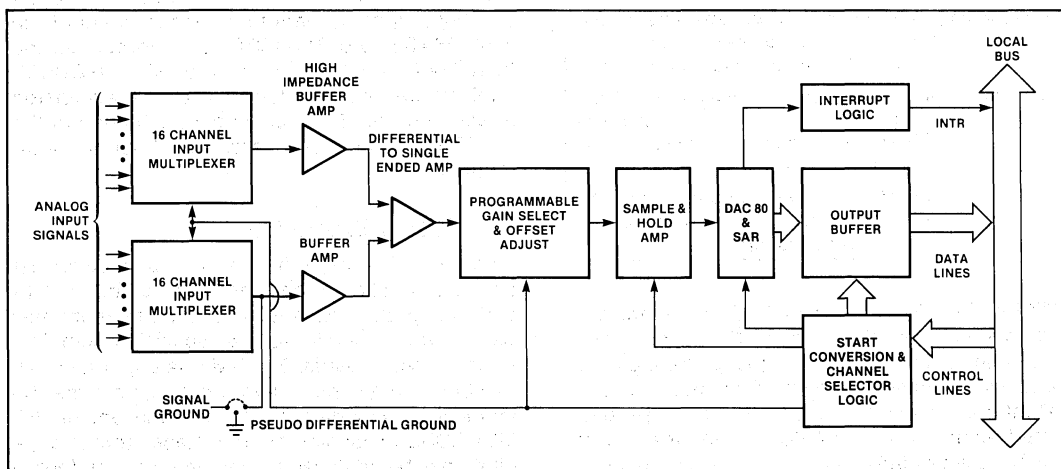 LOCAL
BUS
HIGH
IMPEDANCE
BUFFER
AMP
INTERRUPT
LOGIC
INTR
16 CHANNEL
INPUT
MULTIPLEXER
DIFFERENTIAL
TO SINGLE
ENDED AMP
ANALOG
INPUT
SIGNALS
PROGRAMMABLE
GAIN SELECT
& OFFSET
ADJUST
SAMPLE &
HOLD
AMP
DAC 80
&
SAR
OUTPUT
BUFFER
DATA
LINES
BUFFER
AMP
16 CHANNEL
INPUT
MULTIPLEXER
START
CONVERSION &
CHANNEL
SELECTOR
LOGIC
CONTROL
LINES
SIGNAL
GROUND
PSEUDO DIFFERENTIAL GROUND